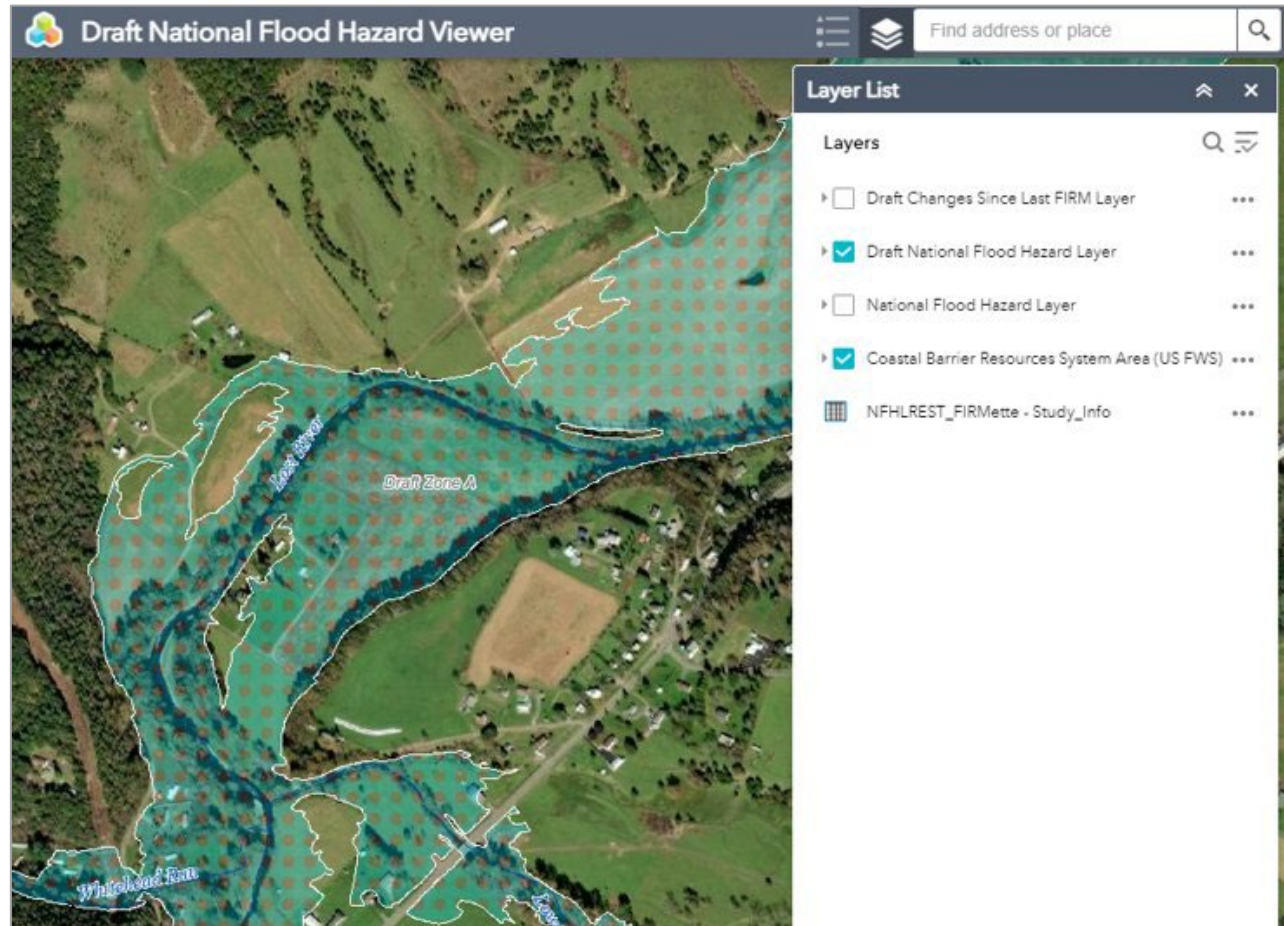 Draft National Flood Hazard Viewer
Find address or place
Layer List
Layers
Draft Changes Since Last FIRM Layer
Draft National Flood Hazard Layer
National Flood Hazard Layer
Coastal Barrier Resources System Area (US FWS)
NFHLREST_FIRMette - Study_Info
Lost River
Draft Zone A
Whitehead Run